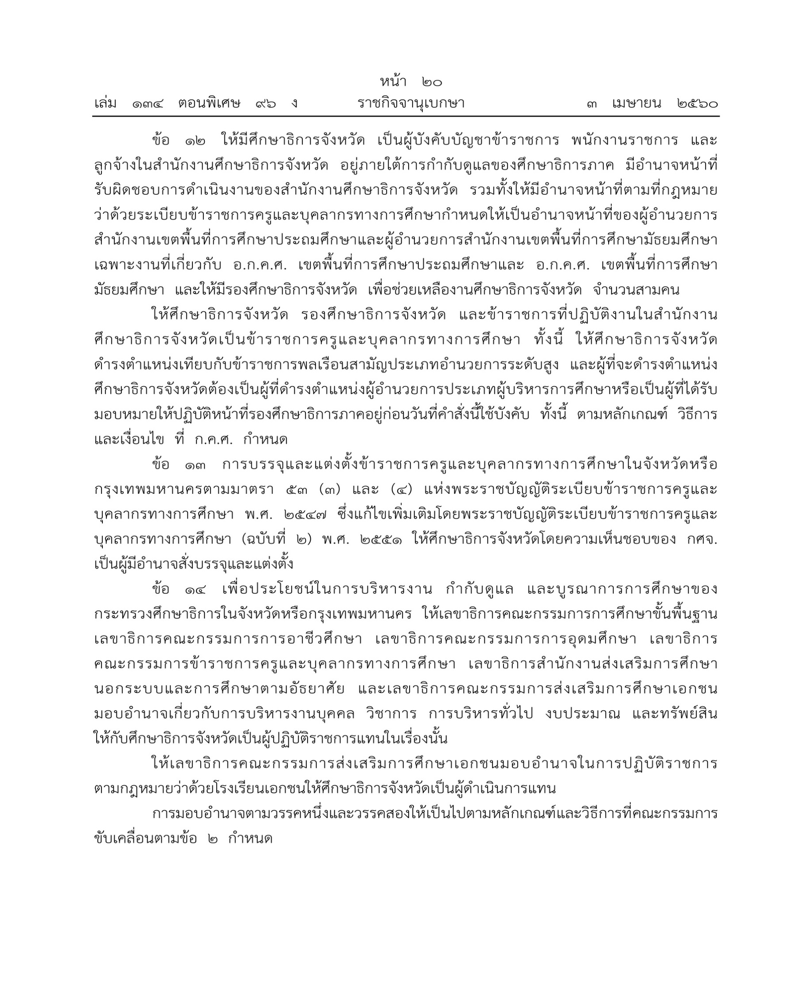 หน้า ๒๐
เล่ม ๑๓๔ ตอนพิเศษ ๙๖ ง ราชกิจจานุเบกษา ๓ เมษายน ๒๕๖๐
ข้อ ๑๒ ให้มีศึกษาธิการจังหวัด เป็นผู้บังคับบัญชาข้าราชการ พนักงานราชการ และ
ลูกจ้างในสำนักงานศึกษาธิการจังหวัด อยู่ภายใต้การกำกับดูแลของศึกษาธิการภาค มีอำนาจหน้าที่
รับผิดชอบการดำเนินงานของสำนักงานศึกษาธิการจังหวัด รวมทั้งให้มีอำนาจหน้าที่ตามที่กฎหมาย
ว่าด้วยระเบียบข้าราชการครูและบุคลากรทางการศึกษากำหนดให้เป็นอำนาจหน้าที่ของผู้อำนวยการ
สำนักงานเขตพื้นที่การศึกษาประถมศึกษาและผู้อำนวยการสำนักงานเขตพื้นที่การศึกษามัธยมศึกษา
เฉพาะงานที่เกี่ยวกับ อ.ก.ค.ศ. เขตพื้นที่การศึกษาประถมศึกษาและ อ.ก.ค.ศ. เขตพื้นที่การศึกษา
มัธยมศึกษา และให้มีรองศึกษาธิการจังหวัด เพื่อช่วยเหลืองานศึกษาธิการจังหวัด จำนวนสามคน
ให้ศึกษาธิการจังหวัด รองศึกษาธิการจังหวัด และข้าราชการที่ปฏิบัติงานในสำนักงาน
ศึกษาธิการจังหวัดเป็นข้าราชการครูและบุคลากรทางการศึกษา ทั้งนี้ ให้ศึกษาธิการจังหวัด
ดำรงตำแหน่งเทียบกับข้าราชการพลเรือนสามัญประเภทอำนวยการระดับสูง และผู้ที่จะดำรงตำแหน่ง
ศึกษาธิการจังหวัดต้องเป็นผู้ที่ดำรงตำแหน่งผู้อำนวยการประเภทผู้บริหารการศึกษาหรือเป็นผู้ที่ได้รับ
มอบหมายให้ปฏิบัติหน้าที่รองศึกษาธิการภาคอยู่ก่อนวันที่คำสั่งนี้ใช้บังคับ ทั้งนี้ ตามหลักเกณฑ์ วิธีการ
และเงื่อนไข ที่ ก.ค.ศ. กำหนด
ข้อ ๑๓ การบรรจุและแต่งตั้งข้าราชการครูและบุคลากรทางการศึกษาในจังหวัดหรือ
กรุงเทพมหานครตามมาตรา ๕๓ (๓) และ (๔) แห่งพระราชบัญญัติระเบียบข้าราชการครูและ
บุคลากรทางการศึกษา พ.ศ. ๒๕๔๗ ซึ่งแก้ไขเพิ่มเติมโดยพระราชบัญญัติระเบียบข้าราชการครูและ
บุคลากรทางการศึกษา (ฉบับที่ ๒) พ.ศ. ๒๕๕๑ ให้ศึกษาธิการจังหวัดโดยความเห็นชอบของ กศจ.
เป็นผู้มีอำนาจสั่งบรรจุและแต่งตั้ง
ข้อ ๑๔ เพื่อประโยชน์ในการบริหารงาน กำกับดูแล และบูรณาการการศึกษาของ
กระทรวงศึกษาธิการในจังหวัดหรือกรุงเทพมหานคร ให้เลขาธิการคณะกรรมการการศึกษาขั้นพื้นฐาน
เลขาธิการคณะกรรมการการอาชีวศึกษา เลขาธิการคณะกรรมการการอุดมศึกษา เลขาธิการ
คณะกรรมการข้าราชการครูและบุคลากรทางการศึกษา เลขาธิการสำนักงานส่งเสริมการศึกษา
นอกระบบและการศึกษาตามอัธยาศัย และเลขาธิการคณะกรรมการส่งเสริมการศึกษาเอกชน
มอบอำนาจเกี่ยวกับการบริหารงานบุคคล วิชาการ การบริหารทั่วไป งบประมาณ และทรัพย์สิน
ให้กับศึกษาธิการจังหวัดเป็นผู้ปฏิบัติราชการแทนในเรื่องนั้น
ให้เลขาธิการคณะกรรมการส่งเสริมการศึกษาเอกชนมอบอำนาจในการปฏิบัติราชการ
ตามกฎหมายว่าด้วยโรงเรียนเอกชนให้ศึกษาธิการจังหวัดเป็นผู้ดำเนินการแทน
การมอบอำนาจตามวรรคหนึ่งและวรรคสองให้เป็นไปตามหลักเกณฑ์และวิธีการที่คณะกรรมการ
ขับเคลื่อนตามข้อ ๒ กำหนด